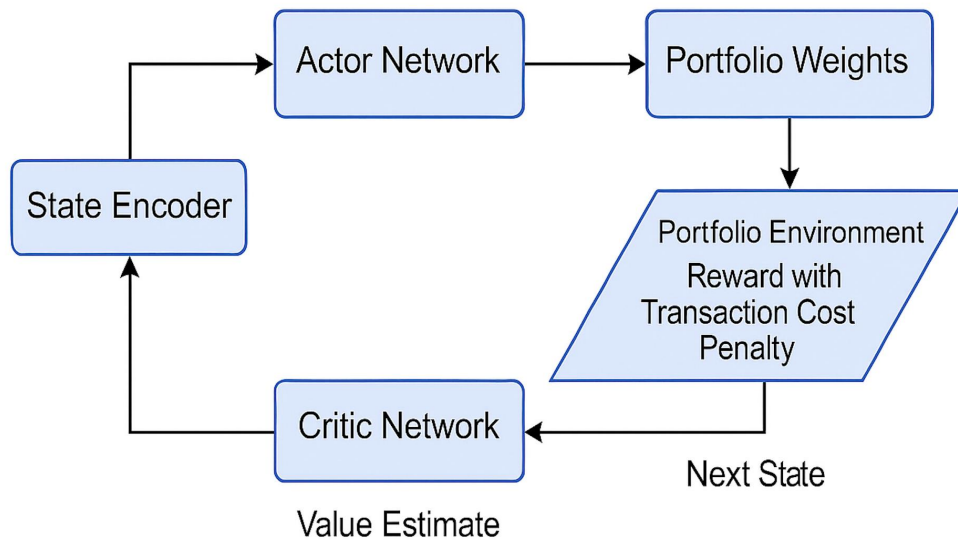 Actor Network
Portfolio Weights
State Encoder
Portfolio Environment
Reward with
Transaction Cost
Penalty
Critic Network
Next State
Value Estimate